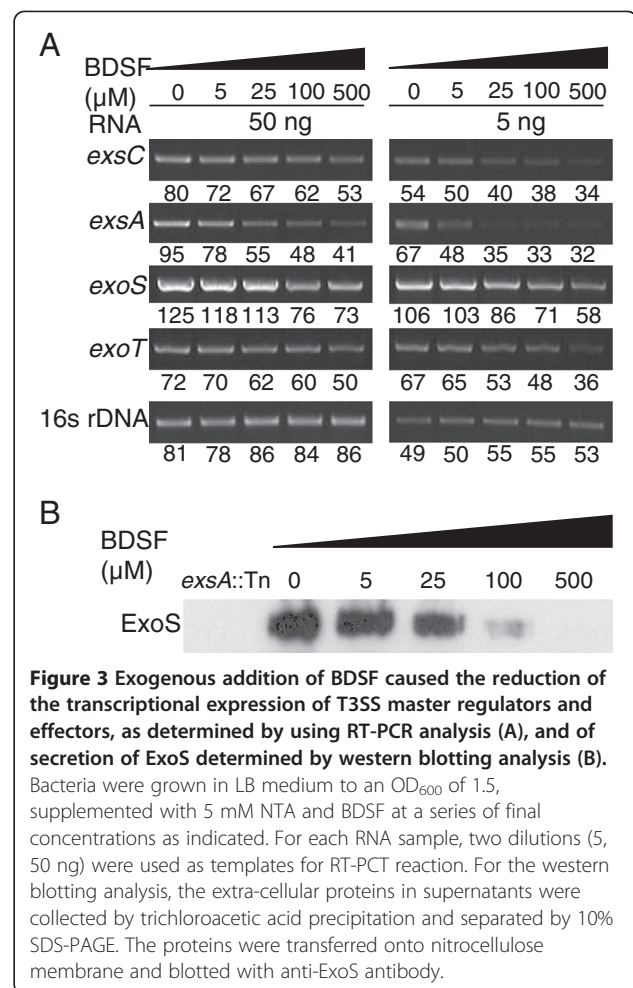 A
BDSF
(µM) 0 5 25 100 500 0 5 25 100 500
RNA 50 ng 5 ng
exsC
80 72 67 62 53 54 50 40 38 34
exsA
95 78 55 48 41 67 48 35 33 32
exoS
125 118 113 76 73 106 103 86 71 58
exoT
72 70 62 60 50 67 65 53 48 36
16s rDNA
81 78 86 84 86 49 50 55 55 53
B
BDSF
(µM) exsA::Tn 0 5 25 100 500
ExoS
Figure 3 Exogenous addition of BDSF caused the reduction of
the transcriptional expression of T3SS master regulators and
effectors, as determined by using RT-PCR analysis (A), and of
secretion of ExoS determined by western blotting analysis (B).
Bacteria were grown in LB medium to an OD600 of 1.5,
supplemented with 5 mM NTA and BDSF at a series of final
concentrations as indicated. For each RNA sample, two dilutions (5,
50 ng) were used as templates for RT-PCT reaction. For the western
blotting analysis, the extra-cellular proteins in supernatants were
collected by trichloroacetic acid precipitation and separated by 10%
SDS-PAGE. The proteins were transferred onto nitrocellulose
membrane and blotted with anti-ExoS antibody.